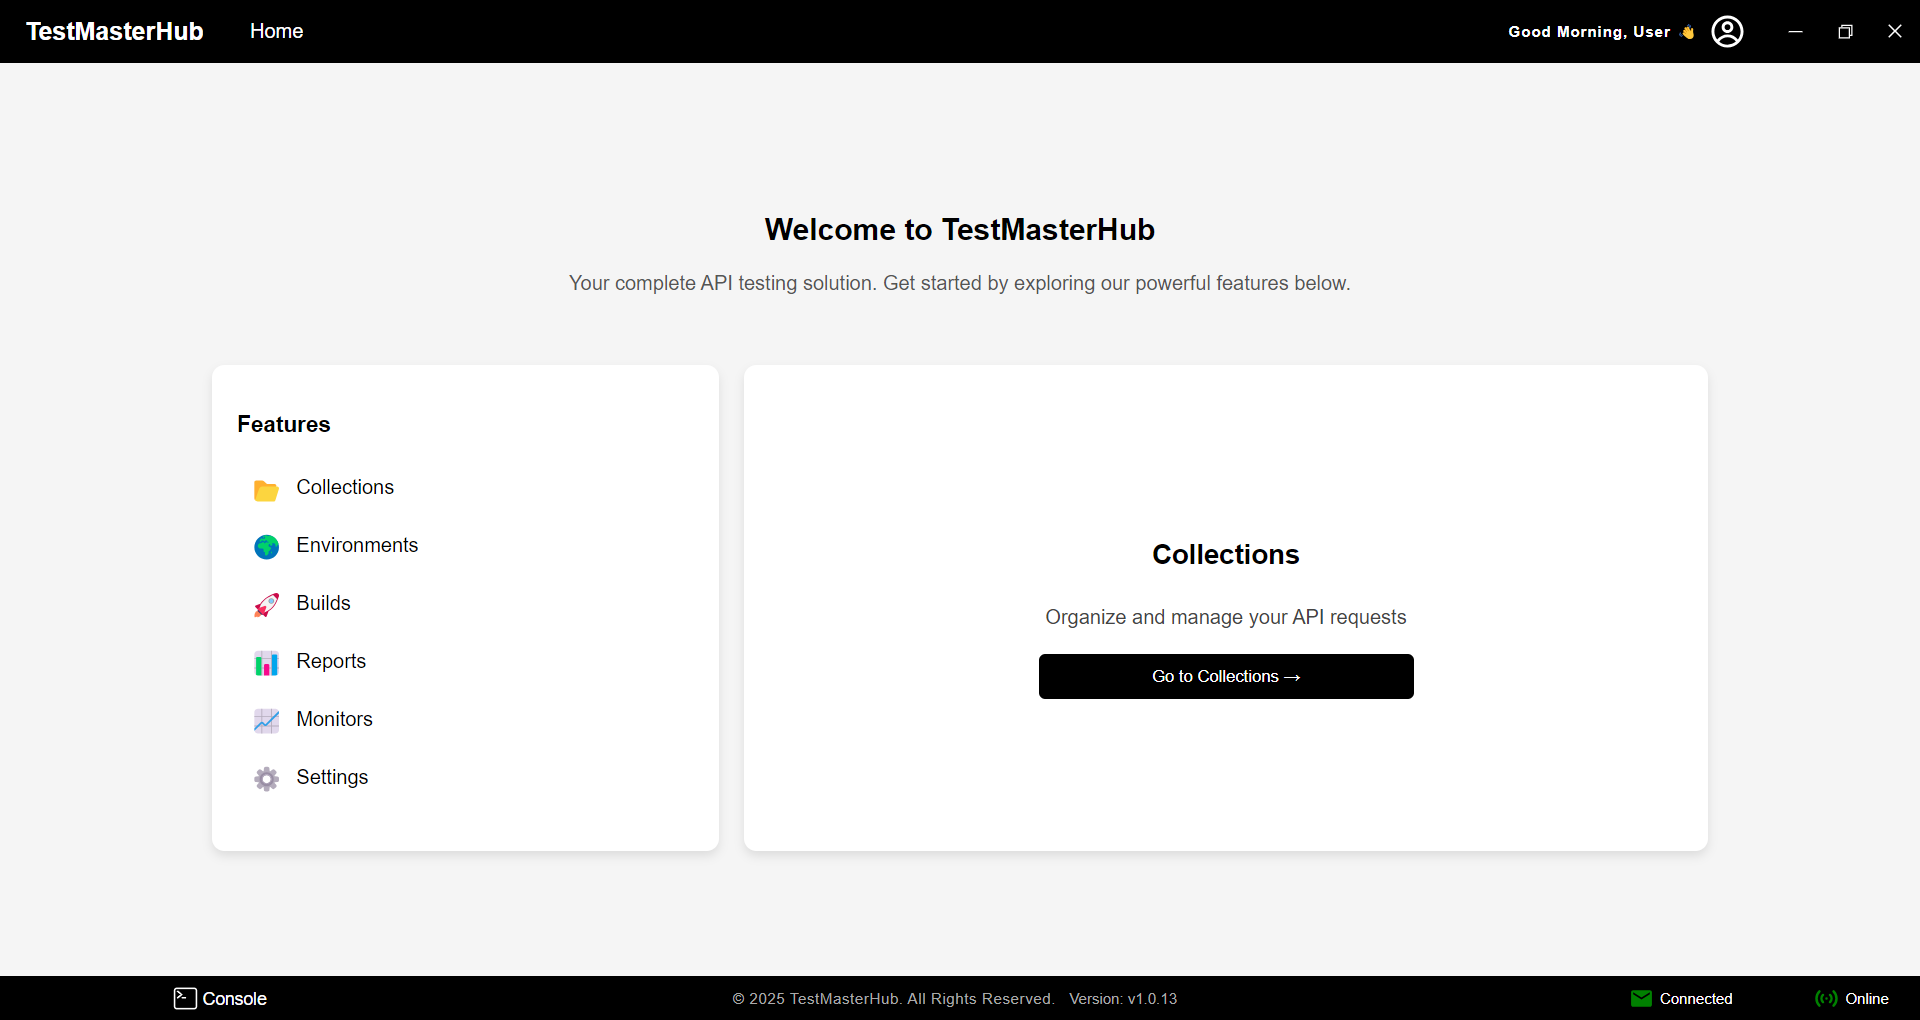 TestMasterHub
Home
Good Morning, User 👋
Welcome to TestMasterHub
Your complete API testing solution. Get started by exploring our powerful features below.
Features
Collections
Environments
Builds
Reports
Monitors
Settings
Collections
Organize and manage your API requests
Go to Collections →
Console
© 2025 TestMasterHub. All Rights Reserved. Version: v1.0.13
Connected
Online